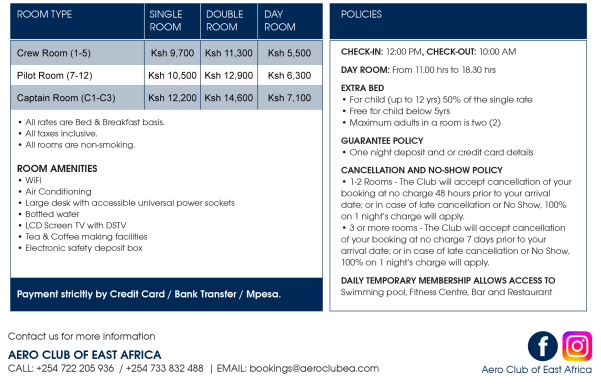 ROOM TYPE SINGLE ROOM DOUBLE ROOM DAY ROOM
Crew Room (1-5) Ksh 9,700 Ksh 11,300 Ksh 5,500
Pilot Room (7-12) Ksh 10,500 Ksh 12,900 Ksh 6,300
Captain Room (C1-C3) Ksh 12,200 Ksh 14,600 Ksh 7,100
• All rates are Bed & Breakfast basis.
• All taxes inclusive.
• All rooms are non-smoking.
ROOM AMENITIES
• WiFi
• Air Conditioning
• Large desk with accessible universal power sockets
• Bottled water
• LCD Screen TV with DSTV
• Tea & Coffee making facilities
• Electronic safety deposit box
Payment strictly by Credit Card / Bank Transfer / Mpesa.
POLICIES
CHECK-IN: 12:00 PM, CHECK-OUT: 10:00 AM
DAY ROOM: From 11.00 hrs to 18.30 hrs
EXTRA BED
• For child (up to 12 yrs) 50% of the single rate
• Free for child below 5yrs
• Maximum adults in a room is two (2)
GUARANTEE POLICY
• One night deposit and or credit card details
CANCELLATION AND NO-SHOW POLICY
• 1-2 Rooms - The Club will accept cancellation of your
booking at no charge 48 hours prior to your arrival
date; or in case of late cancellation or No Show, 100%
on 1 night's charge will apply.
• 3 or more rooms - The Club will accept cancellation
of your booking at no charge 7 days prior to your
arrival date; or in case of late cancellation or No Show,
100% on 1 night's charge will apply.
DAILY TEMPORARY MEMBERSHIP ALLOWS ACCESS TO
Swimming pool, Fitness Centre, Bar and Restaurant
Contact us for more information
AERO CLUB OF EAST AFRICA
CALL: +254 722 205 936 / +254 733 832 488 | EMAIL: bookings@aeroclubea.com
Aero Club of East Africa